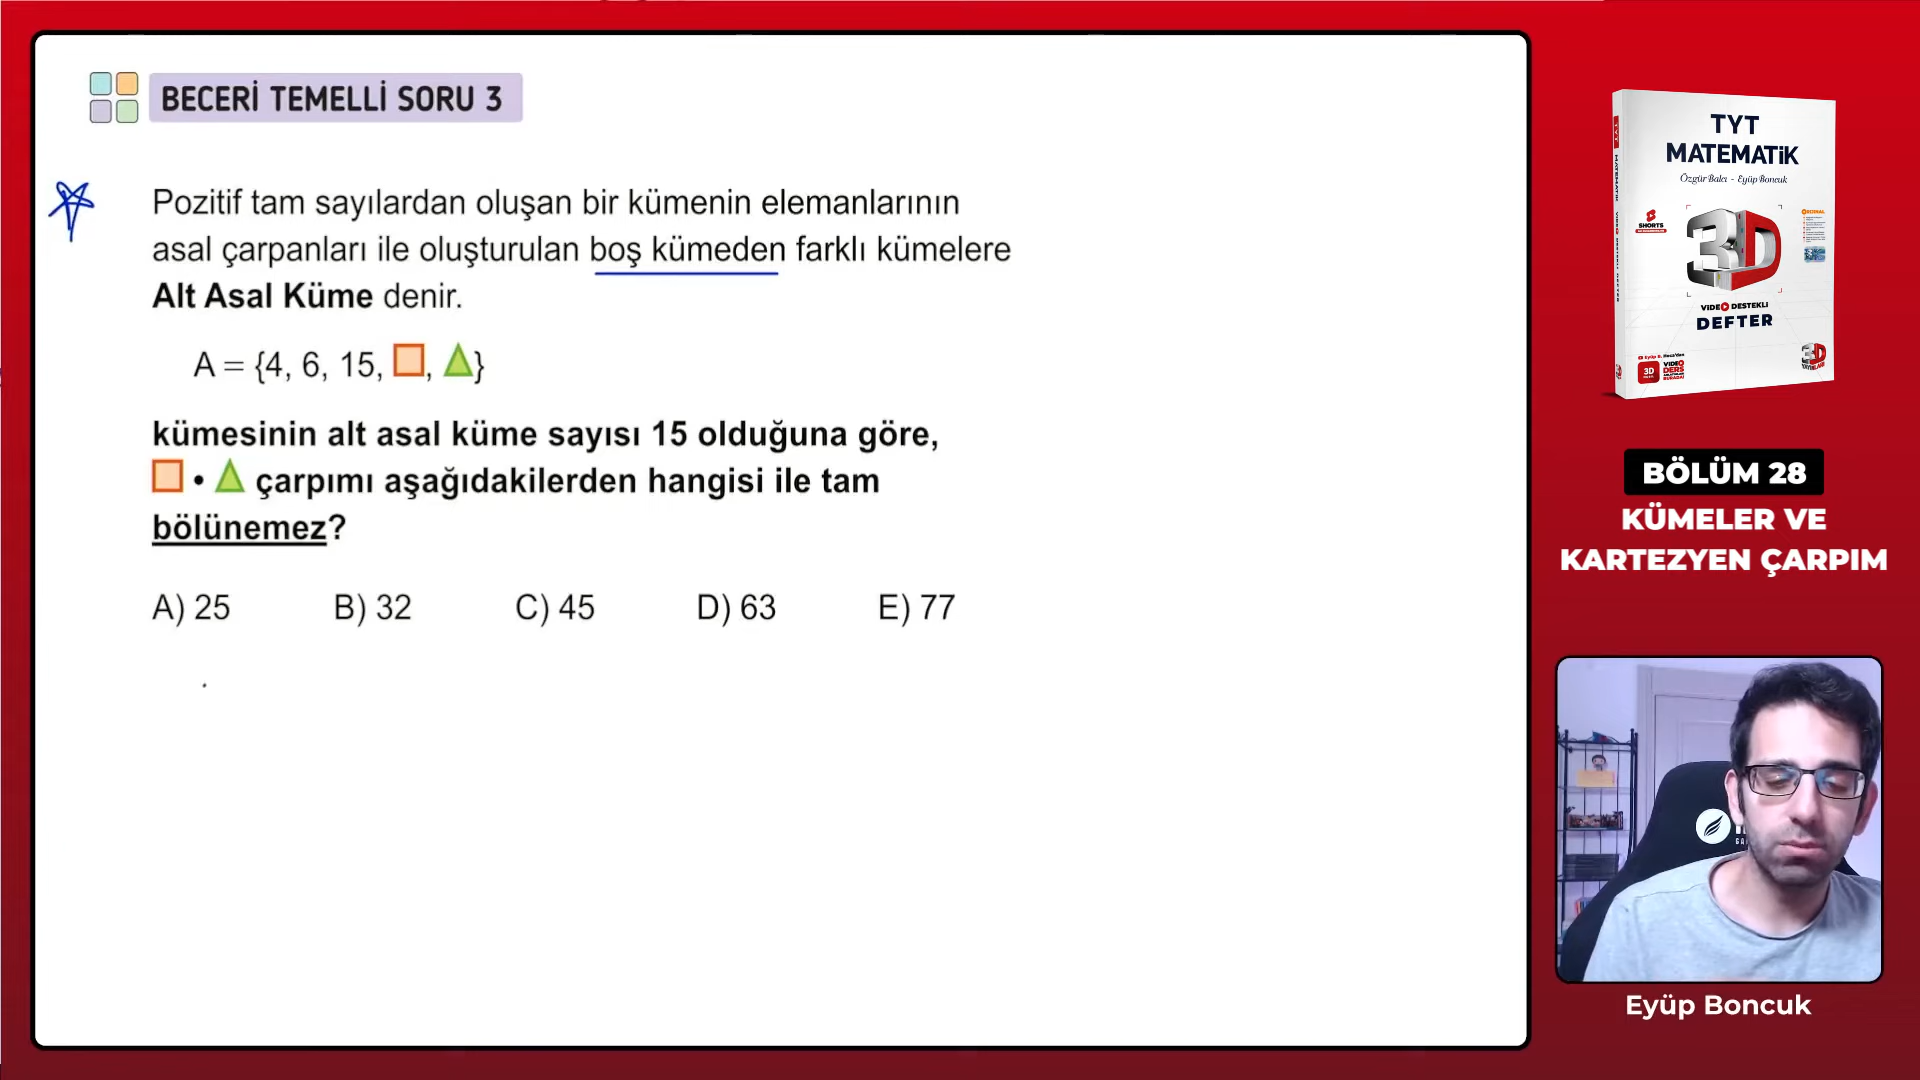 BECERİ TEMELLİ SORU 3
Pozitif tam sayılardan oluşan bir kümenin elemanlarının
asal çarpanları ile oluşturulan boş kümeden farklı kümelere
Alt Asal Küme denir.
A = {4, 6, 15, □, △}
kümesinin alt asal küme sayısı 15 olduğuna göre,
□ • △ çarpımı aşağıdakilerden hangisi ile tam
bölünemez?
A) 25 B) 32 C) 45 D) 63 E) 77
TYT
MATEMATİK
Özgür Balcı - Eyüp Boncuk
SHORTS
3D
VIDEO DESTEKLİ
DEFTER
BÖLÜM 28
KÜMELER VE
KARTEZYEN ÇARPIM
Eyüp Boncuk